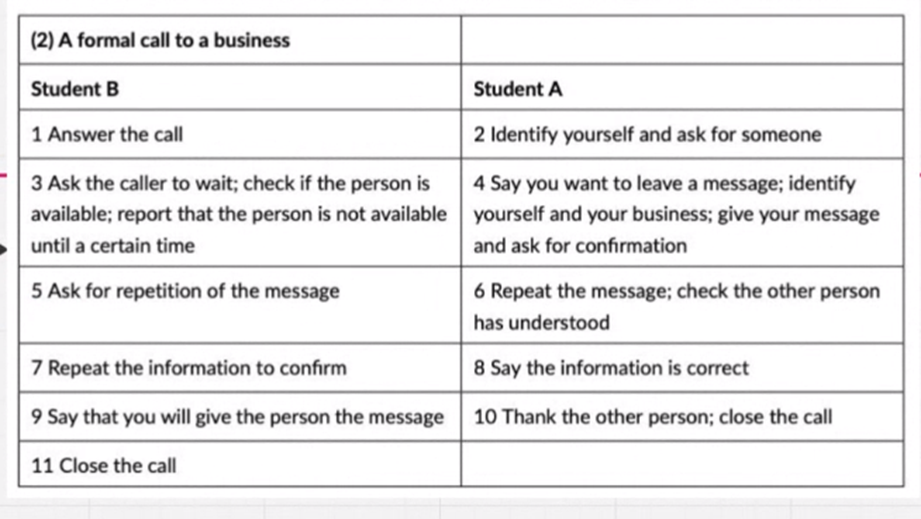 (2) A formal call to a business
Student B
Student A
1 Answer the call
2 Identify yourself and ask for someone
3 Ask the caller to wait; check if the person is
available; report that the person is not available
until a certain time
4 Say you want to leave a message; identify
yourself and your business; give your message
and ask for confirmation
5 Ask for repetition of the message
6 Repeat the message; check the other person
has understood
7 Repeat the information to confirm
8 Say the information is correct
9 Say that you will give the person the message
10 Thank the other person; close the call
11 Close the call